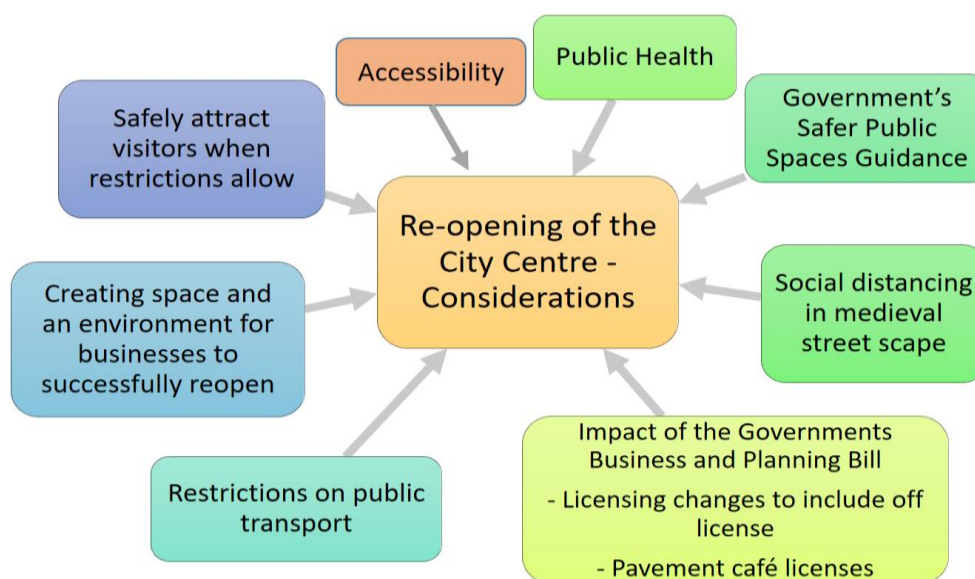 Accessibility
Public Health
Safely attract
visitors when
restrictions allow
Government's
Safer Public
Spaces Guidance
Re-opening of the
City Centre -
Considerations
Creating space and
an environment for
businesses to
successfully reopen
Social distancing
in medieval
street scape
Restrictions on public
transport
Impact of the Governments
Business and Planning Bill
- Licensing changes to include off
license
- Pavement café licenses